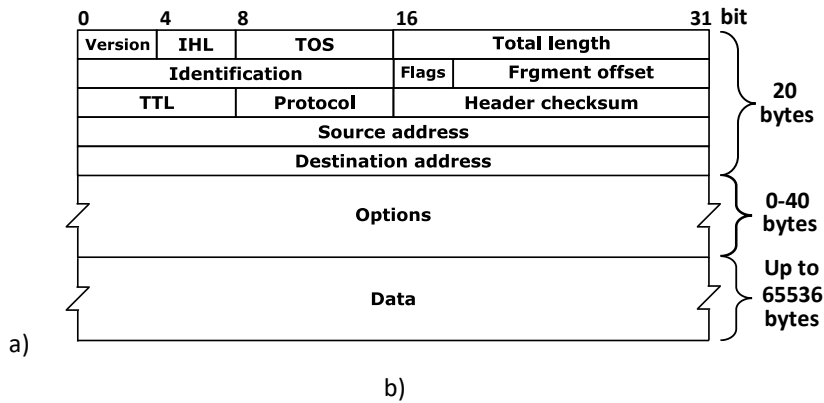 0 4 8 16 31 bit
Version IHL TOS Total length
Identification Flags Frgment offset
TTL Protocol Header checksum
20
bytes
Source address
Destination address
Options
0-40
bytes
Data
Up to
65536
bytes
a)
b)